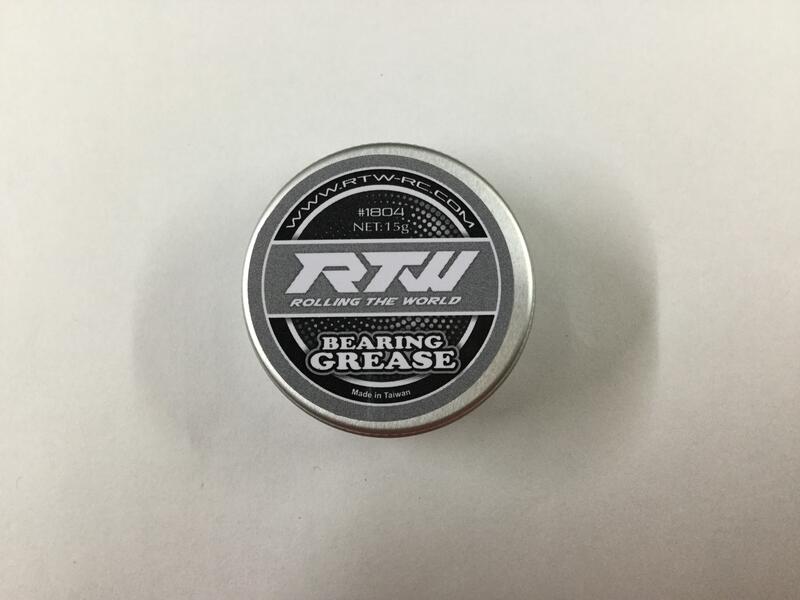 WWW.RTW-RC.COM
#1804
NET:15g
RTW
ROLLING THE WORLD
BEARING
GREASE
Made in Taiwan